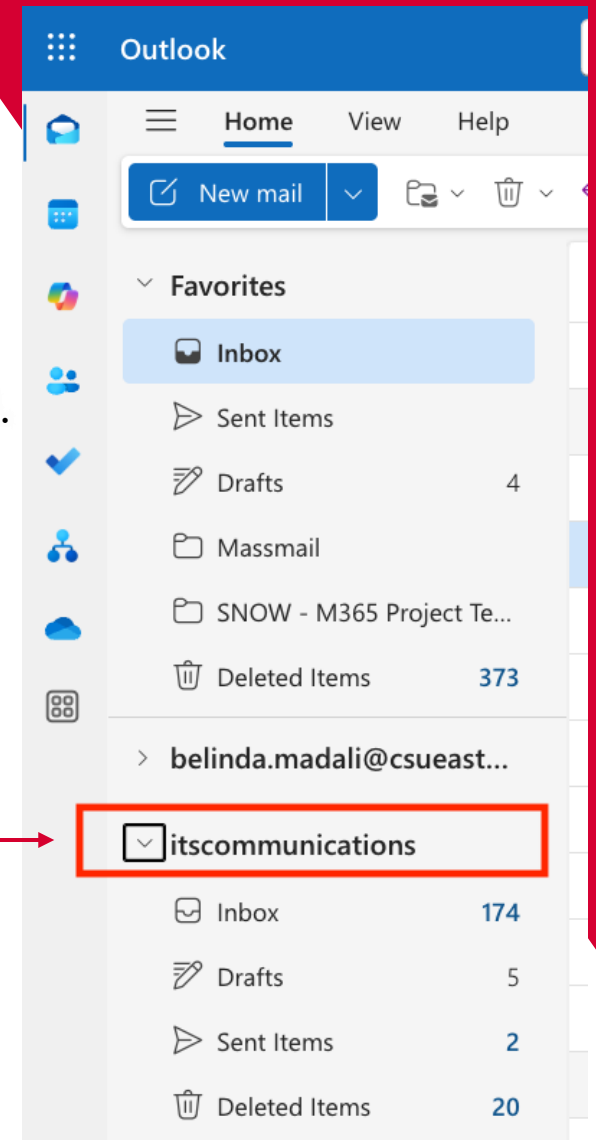 Outlook
Home View Help
New mail
Favorites
Inbox
Sent Items
.
Drafts 4
Massmail
SNOW - M365 Project Te...
Deleted Items 373
belinda.madali@csueast...
itscommunications
Inbox 174
Drafts 5
Sent Items 2
Deleted Items 20